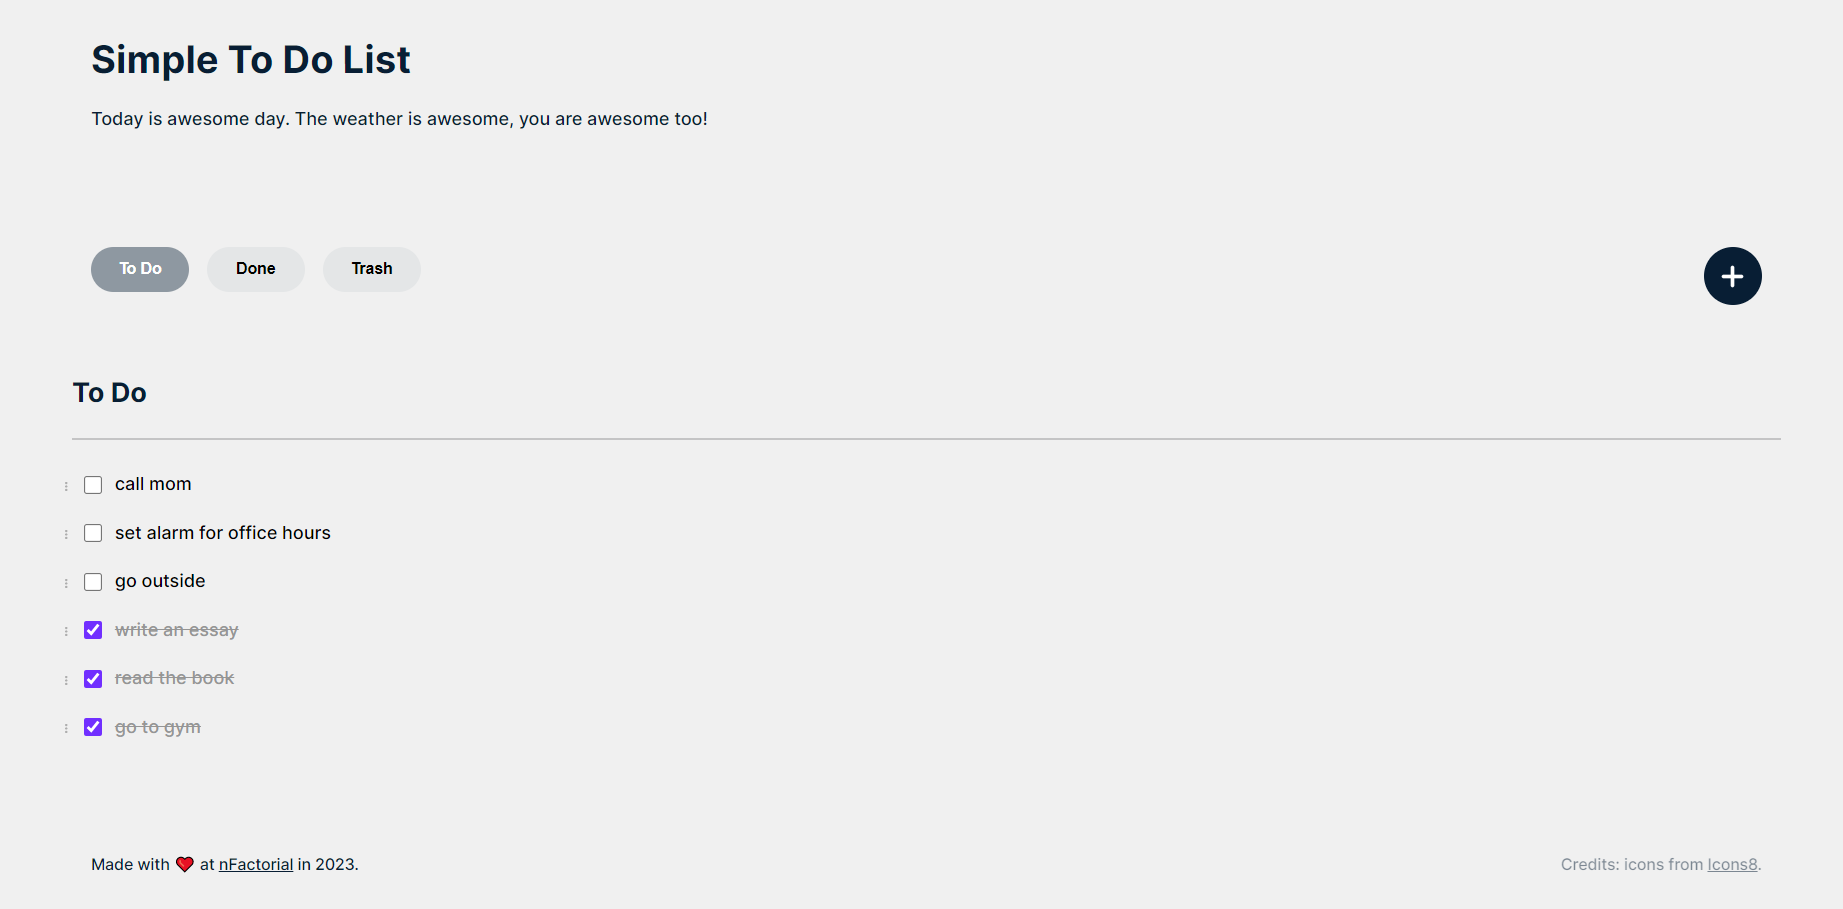 Simple To Do List
Today is awesome day. The weather is awesome, you are awesome too!
To Do
Done
Trash
To Do
call mom
set alarm for office hours
go outside
write an essay
read the book
go to gym
Made with ❤️ at nFactorial in 2023.
Credits: icons from Icons8.